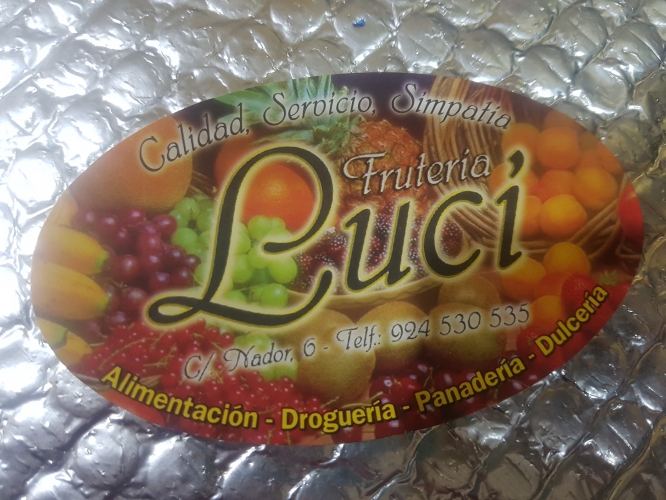 Calidad, Servicio, Simpatía
Frutería
Luci
C/ Nador, 6 - Telf.: 924 530 535
Alimentación - Droguería - Panadería - Dulcería